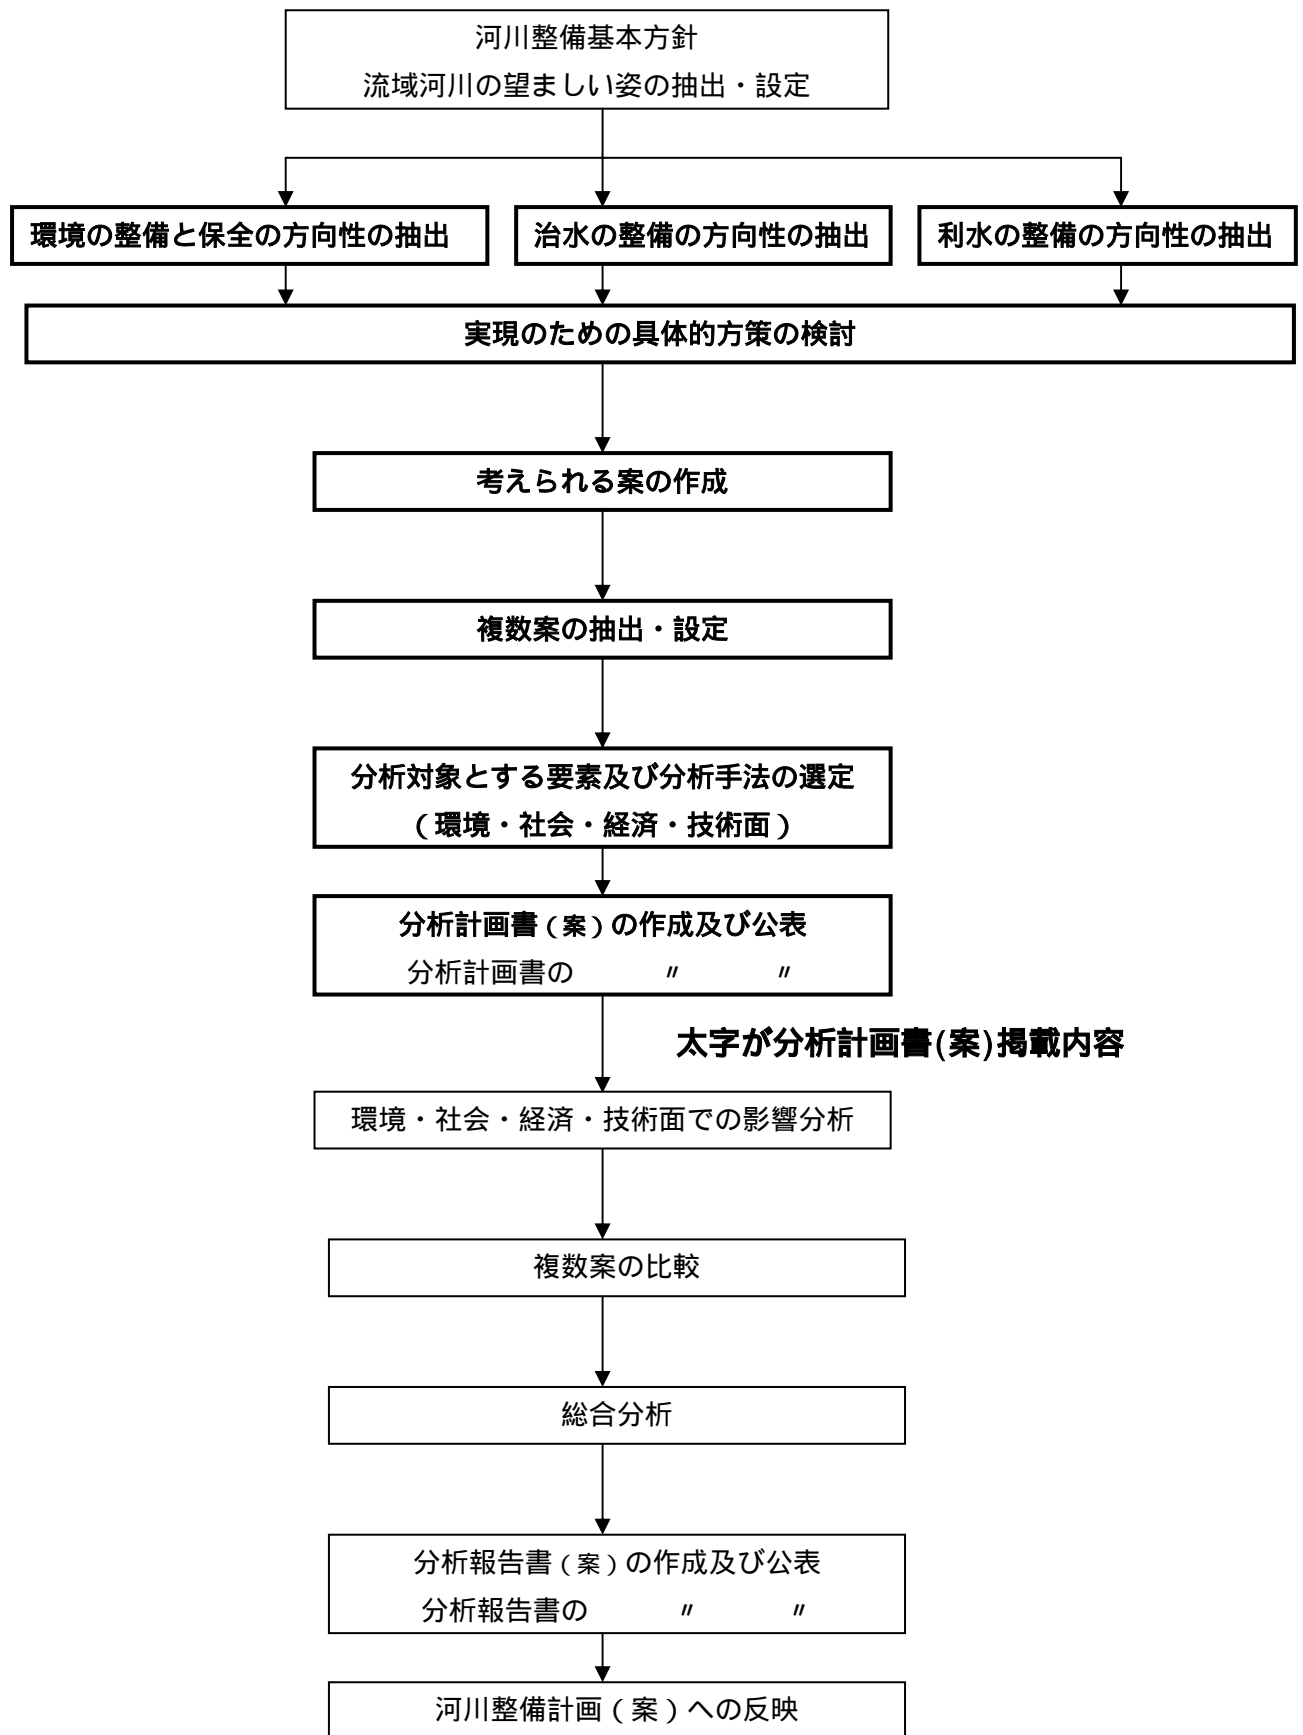 河川整備基本方針
流域河川の望ましい姿の抽出・設定
環境の整備と保全の方向性の抽出
治水の整備の方向性の抽出
利水の整備の方向性の抽出
実現のための具体的方策の検討
考えられる案の作成
複数案の抽出・設定
分析対象とする要素及び分析手法の選定
（環境・社会・経済・技術面）
分析計画書（案）の作成及び公表
分析計画書の　　　〃　　　〃
太字が分析計画書(案)掲載内容
環境・社会・経済・技術面での影響分析
複数案の比較
総合分析
分析報告書（案）の作成及び公表
分析報告書の　　　〃　　　〃
河川整備計画（案）への反映